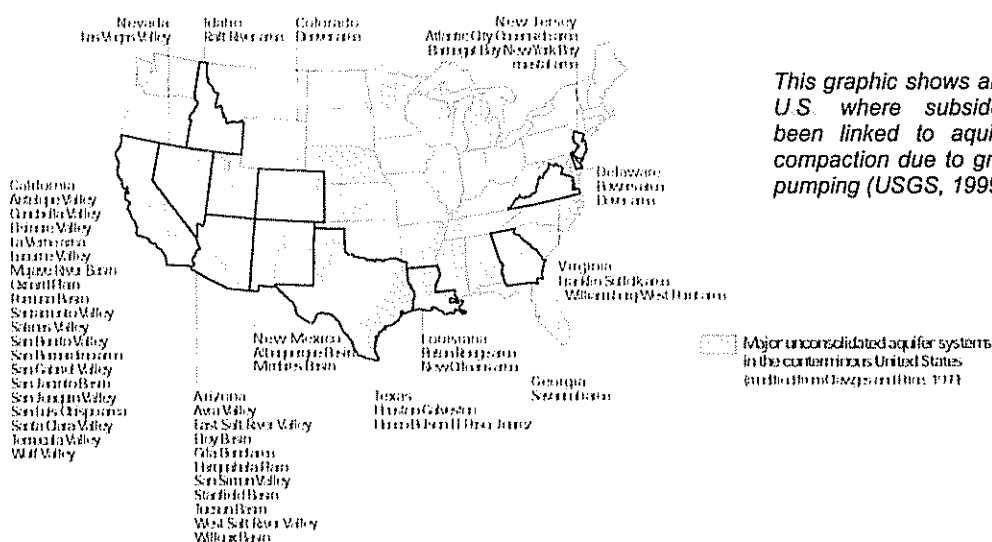 Nevada
Las Vegas Valley
Idaho
Raft River area
Colorado
Denver area
New Jersey
Atlantic City Oceanside area
Barnegat Bay New York Bay
coastal area
This graphic shows
U.S. where
been linked to
compaction due to
pumping (USGS,
California
Antelope Valley
Coachella Valley
Elsinore Valley
La Verne area
Lucerne Valley
Mojave River Basin
Oxnard Plain
Pomona Basin
Sacramento Valley
Salinas Valley
San Benito Valley
San Bernardino area
San Gabriel Valley
San Jacinto Basin
San Joaquin Valley
San Luis Obispo area
Santa Clara Valley
Temecula Valley
Wolf Valley
Delaware
Bowers area
Dover area
Virginia
Franklin Suffolk area
Williamsburg West Point area
New Mexico
Albuquerque Basin
Mimbres Basin
Louisiana
Baton Rouge area
New Orleans area
Major unconsolidated aquifer systems
in the conterminous United States
Georgia
Savannah area
Arizona
Avra Valley
East Salt River Valley
Eloy Basin
Gila Bend area
Harquahala Plain
San Simon Valley
Stanfield Basin
Tucson Basin
West Salt River Valley
Willcox Basin
Texas
Houston Galveston
Hueco Bolson El Paso, Juarez